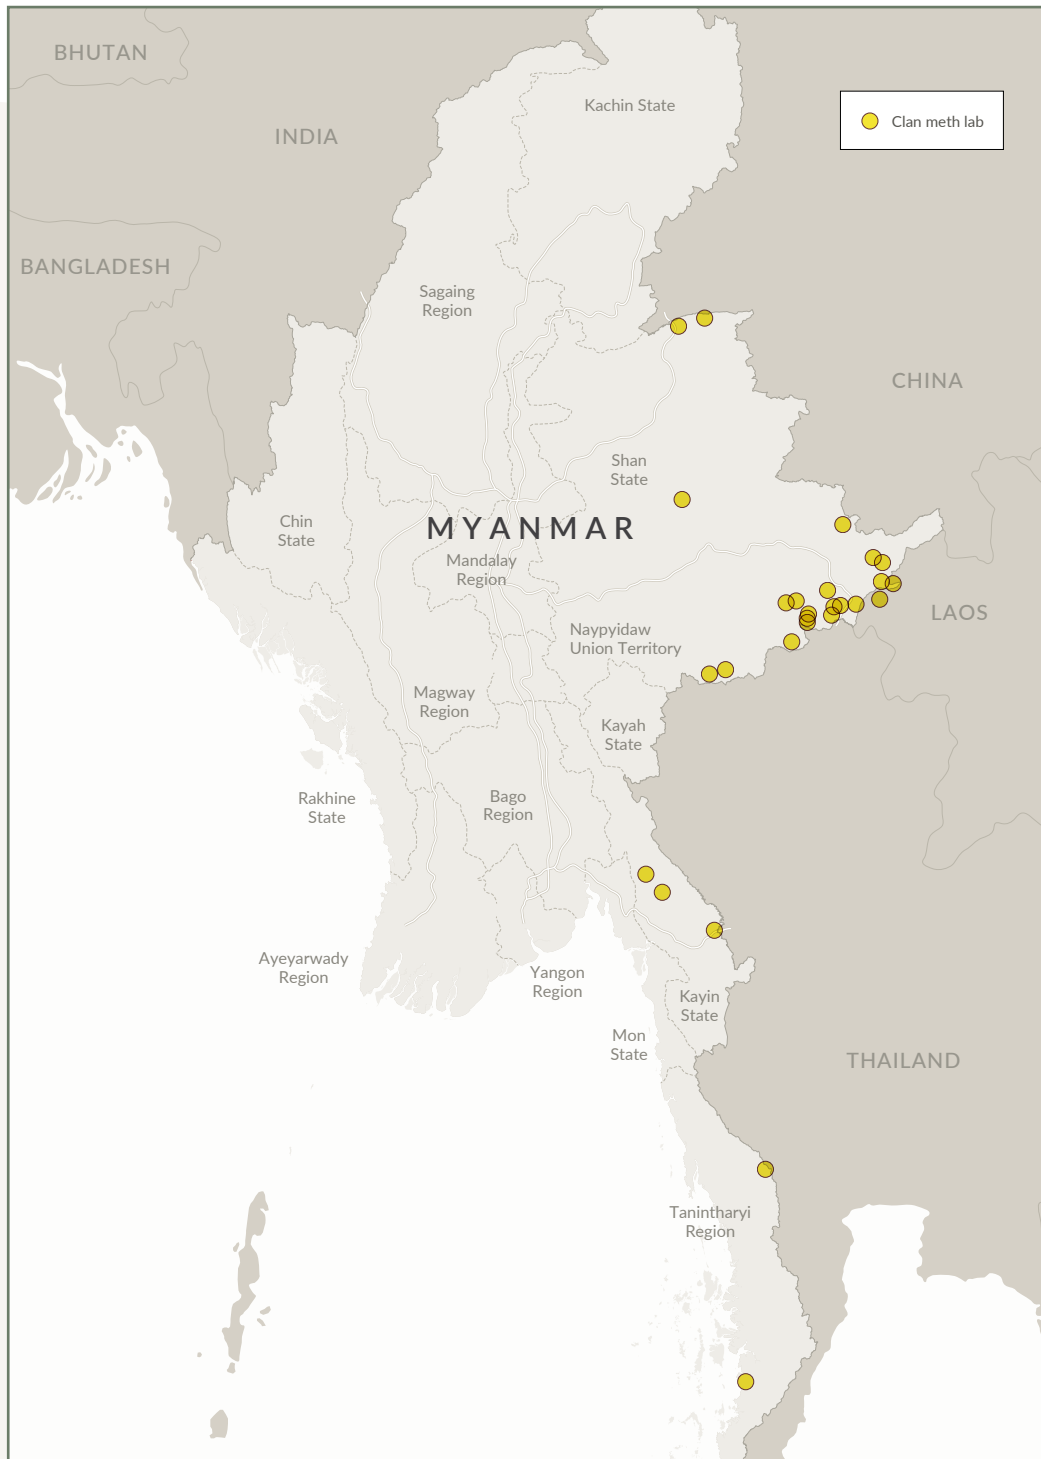 BHUTAN
Kachin State
Clan meth lab
INDIA
BANGLADESH
Sagaing
Region
CHINA
Shan
State
Chin
State
MYANMAR
Mandalay
Region
LAOS
Naypyidaw
Union Territory
Magway
Region
Kayah
State
Rakhine
State
Bago
Region
Ayeyarwady
Region
Yangon
Region
Kayin
State
Mon
State
THAILAND
Tanintharyi
Region